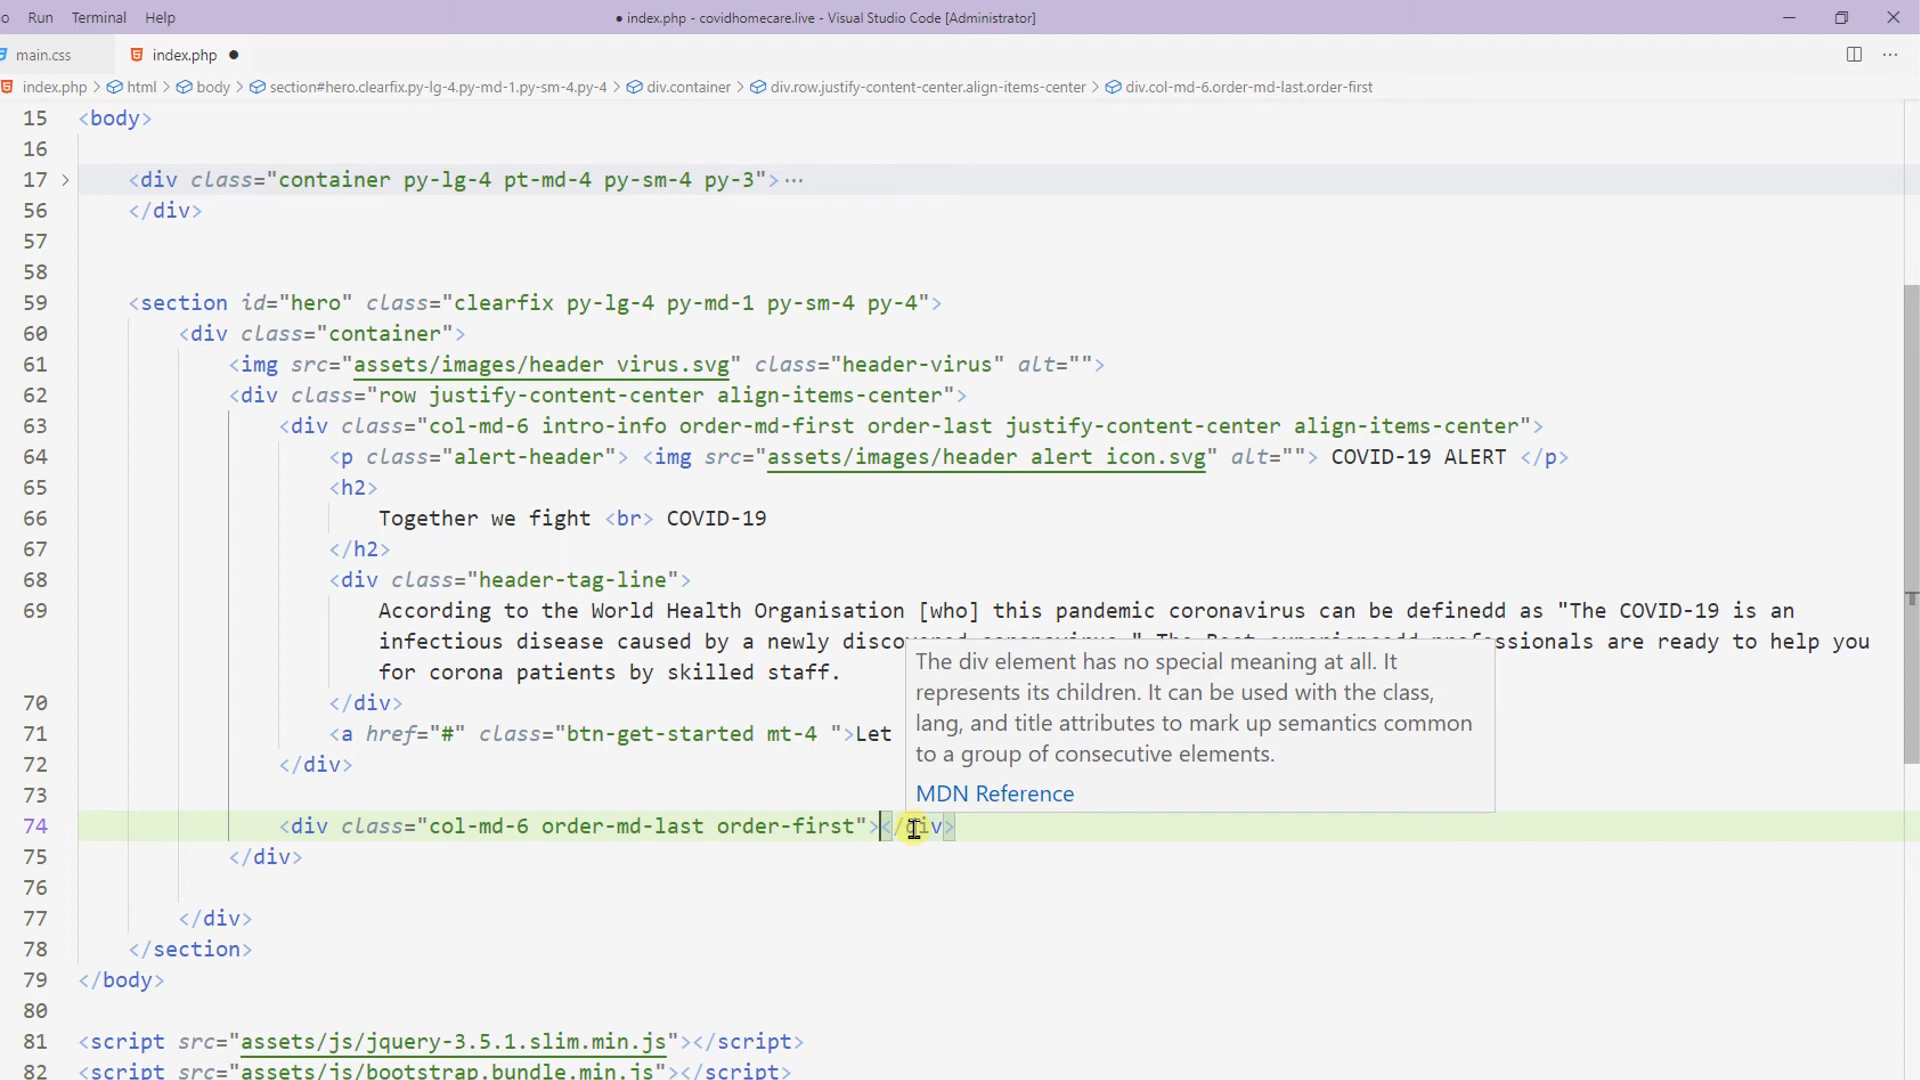 Run Terminal Help
● index.php - covidhomecare.live - Visual Studio Code [Administrator]
main.css index.php ●
index.php > html > body > section#hero.clearfix.py-lg-4.py-md-1.py-sm-4.py-4 > div.container > div.row.justify-content-center.align-items-center > div.col-md-6.order-md-last.order-first
15 <body>
16
17 <div class="container py-lg-4 pt-md-4 py-sm-4 py-3">···
56 </div>
57
58
59 <section id="hero" class="clearfix py-lg-4 py-md-1 py-sm-4 py-4">
60 <div class="container">
61 <img src="assets/images/header virus.svg" class="header-virus" alt="">
62 <div class="row justify-content-center align-items-center">
63 <div class="col-md-6 intro-info order-md-first order-last justify-content-center align-items-center">
64 <p class="alert-header"> <img src="assets/images/header alert icon.svg" alt=""> COVID-19 ALERT </p>
65 <h2>
66 Together we fight <br> COVID-19
67 </h2>
68 <div class="header-tag-line">
69 According to the World Health Organisation [who] this pandemic coronavirus can be definedd as "The COVID-19 is an
infectious disease caused by a newly professionals are ready to help you
for corona patients by skilled staff.
The div element has no special meaning at all. It
represents its children. It can be used with the class,
lang, and title attributes to mark up semantics common
to a group of consecutive elements.
MDN Reference
70 </div>
71 <a href="#" class="btn-get-started mt-4 ">Let
72 </div>
73
74 <div class="col-md-6 order-md-last order-first"></div>
75 </div>
76
77 </div>
78 </section>
79 </body>
80
81 <script src="assets/js/jquery-3.5.1.slim.min.js"></script>
82 <script src="assets/js/bootstrap.bundle.min.js"></script>